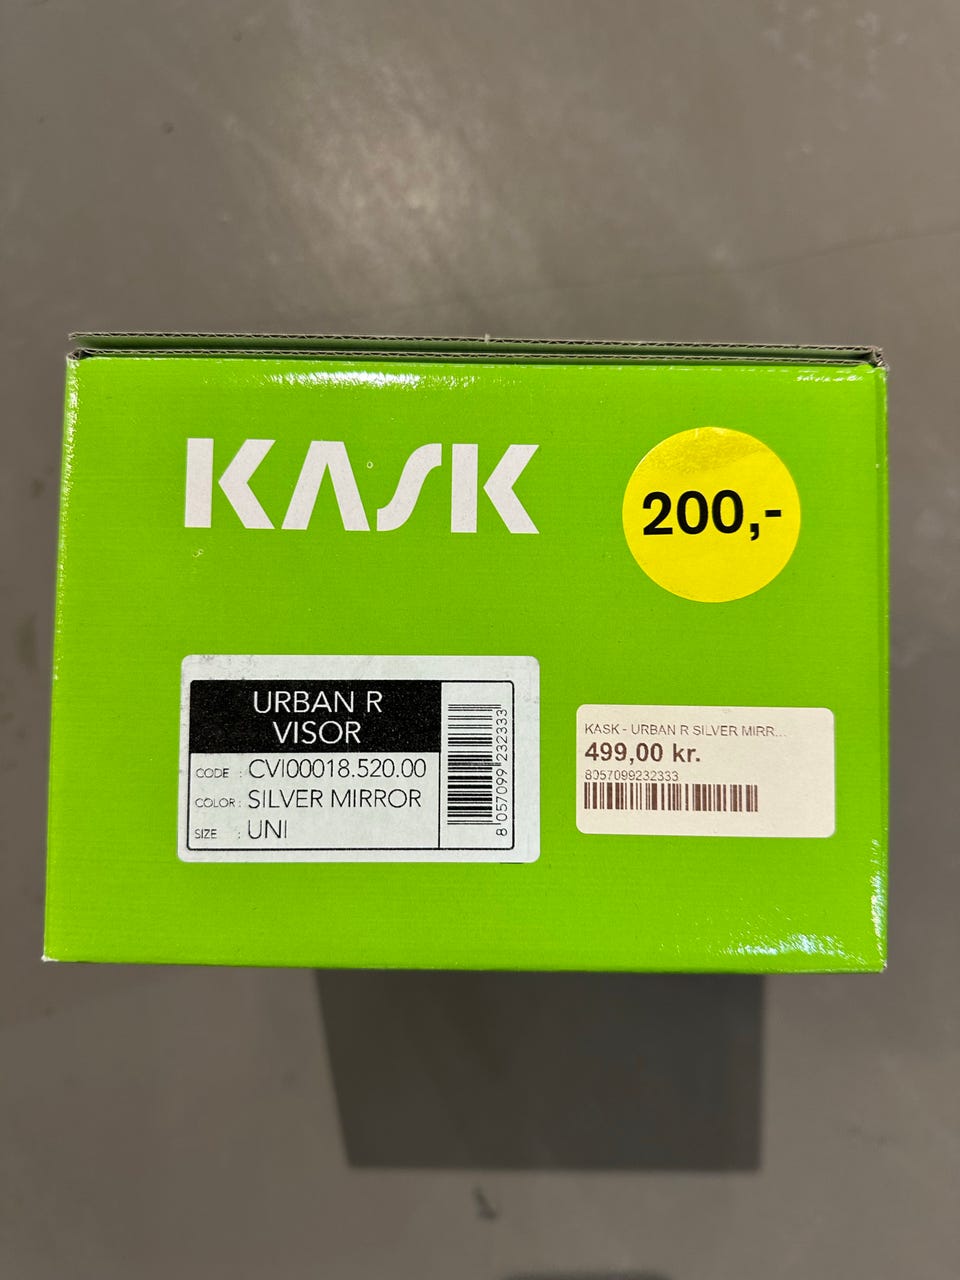 KASK
200,-
URBAN R
VISOR
CODE : CVI00018.520.00
COLOR : SILVER MIRROR
SIZE : UNI
8 057099 232333
KASK - URBAN R SILVER MIRR...
499,00 kr.
8057099232333